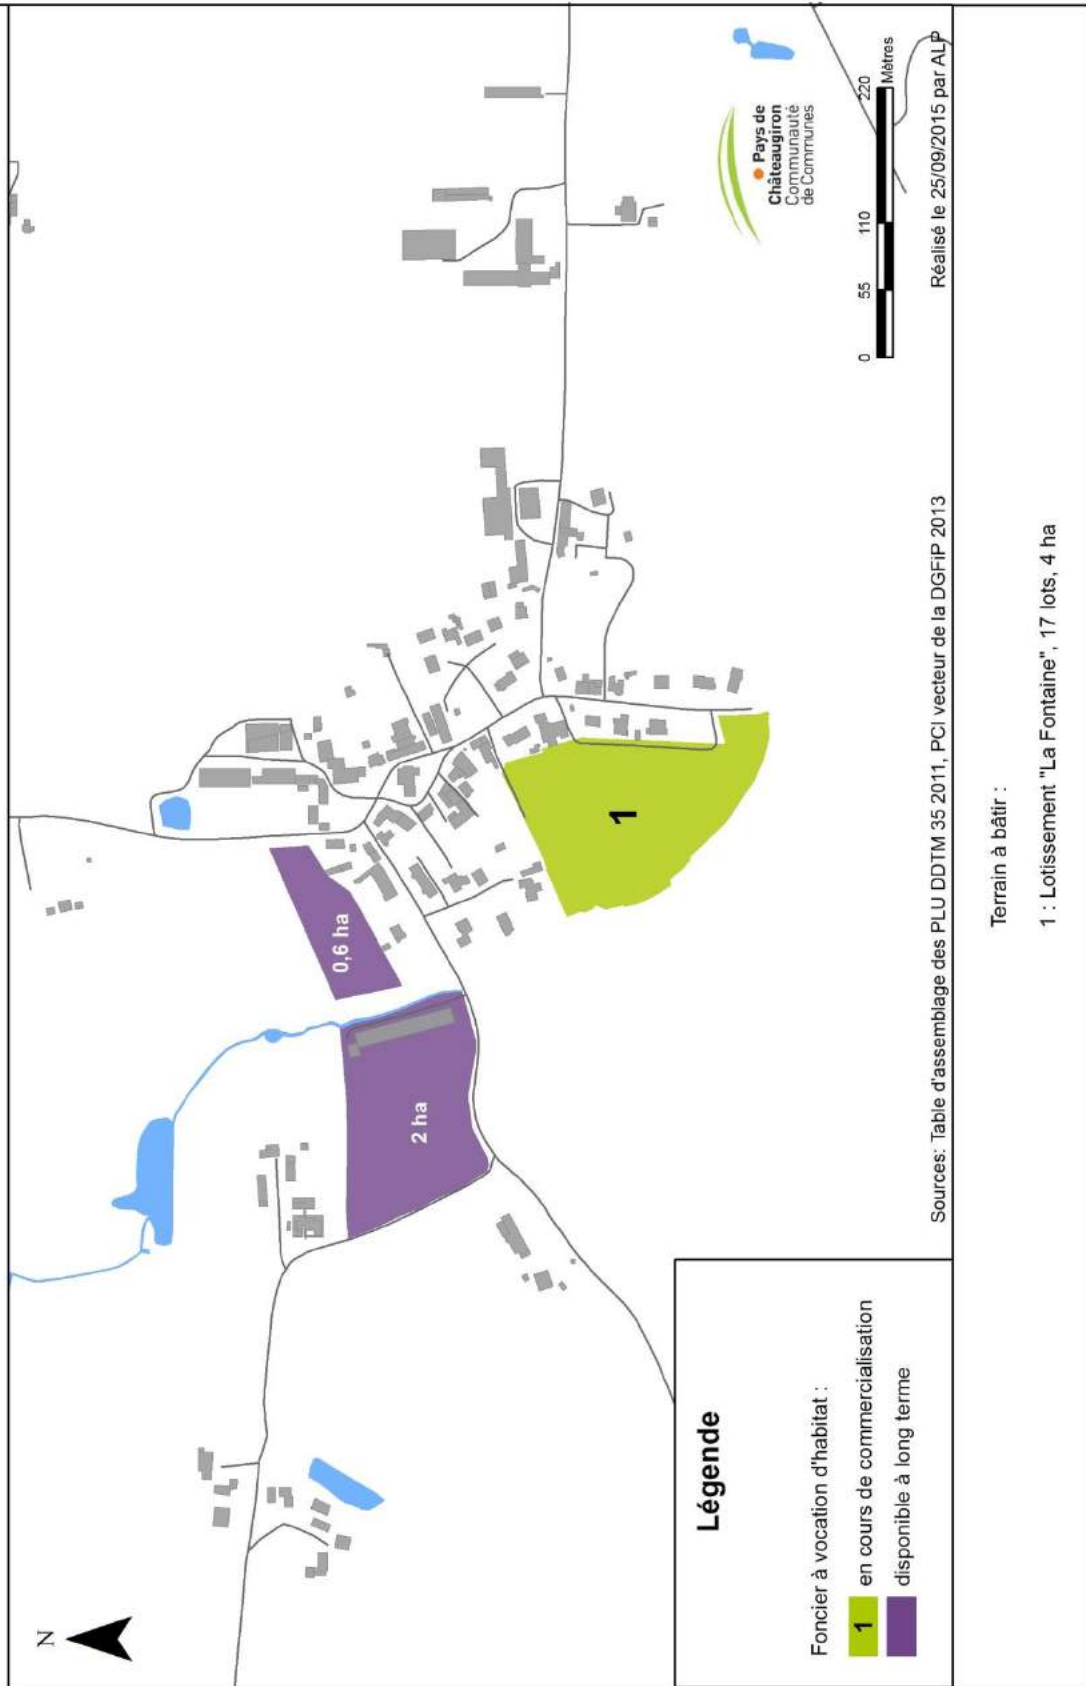 N
0,6 ha
2 ha
1
Pays de
Châteaugiron
Communauté
de Communes
0 55 110 220
Mètres
Légende
Foncier à vocation d'habitat :
1 en cours de commercialisation
disponible à long terme
Sources: Table d'assemblage des PLU DDTM 35 2011, PCI vecteur de la DGFiP 2013
Réalisé le 25/09/2015 par ALP
Terrain à bâtir :
1 : Lotissement "La Fontaine", 17 lots, 4 ha